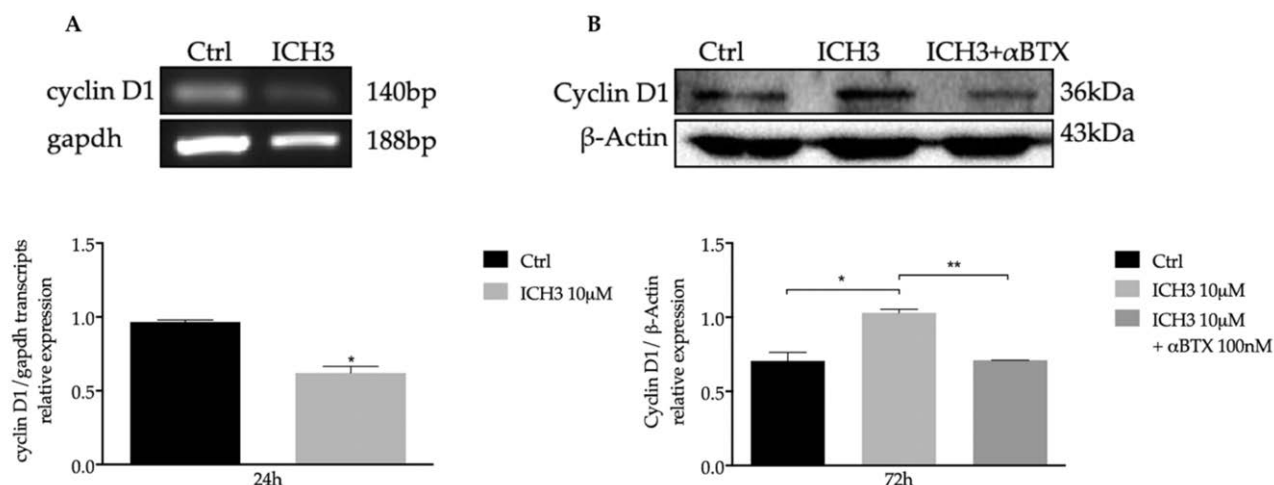 A
Ctrl ICH3
cyclin D1 140bp
gapdh 188bp
B
Ctrl ICH3 ICH3+αBTX
Cyclin D1 36kDa
β-Actin 43kDa
cyclin D1/gapdh transcripts
relative expression
1.5
1.0
0.5
0.0
*
24h
Ctrl
ICH3 10μM
Cyclin D1/ β-Actin
relative expression
1.5
1.0
0.5
0.0
* **
72h
Ctrl
ICH3 10μM
ICH3 10μM
+ αBTX 100nM